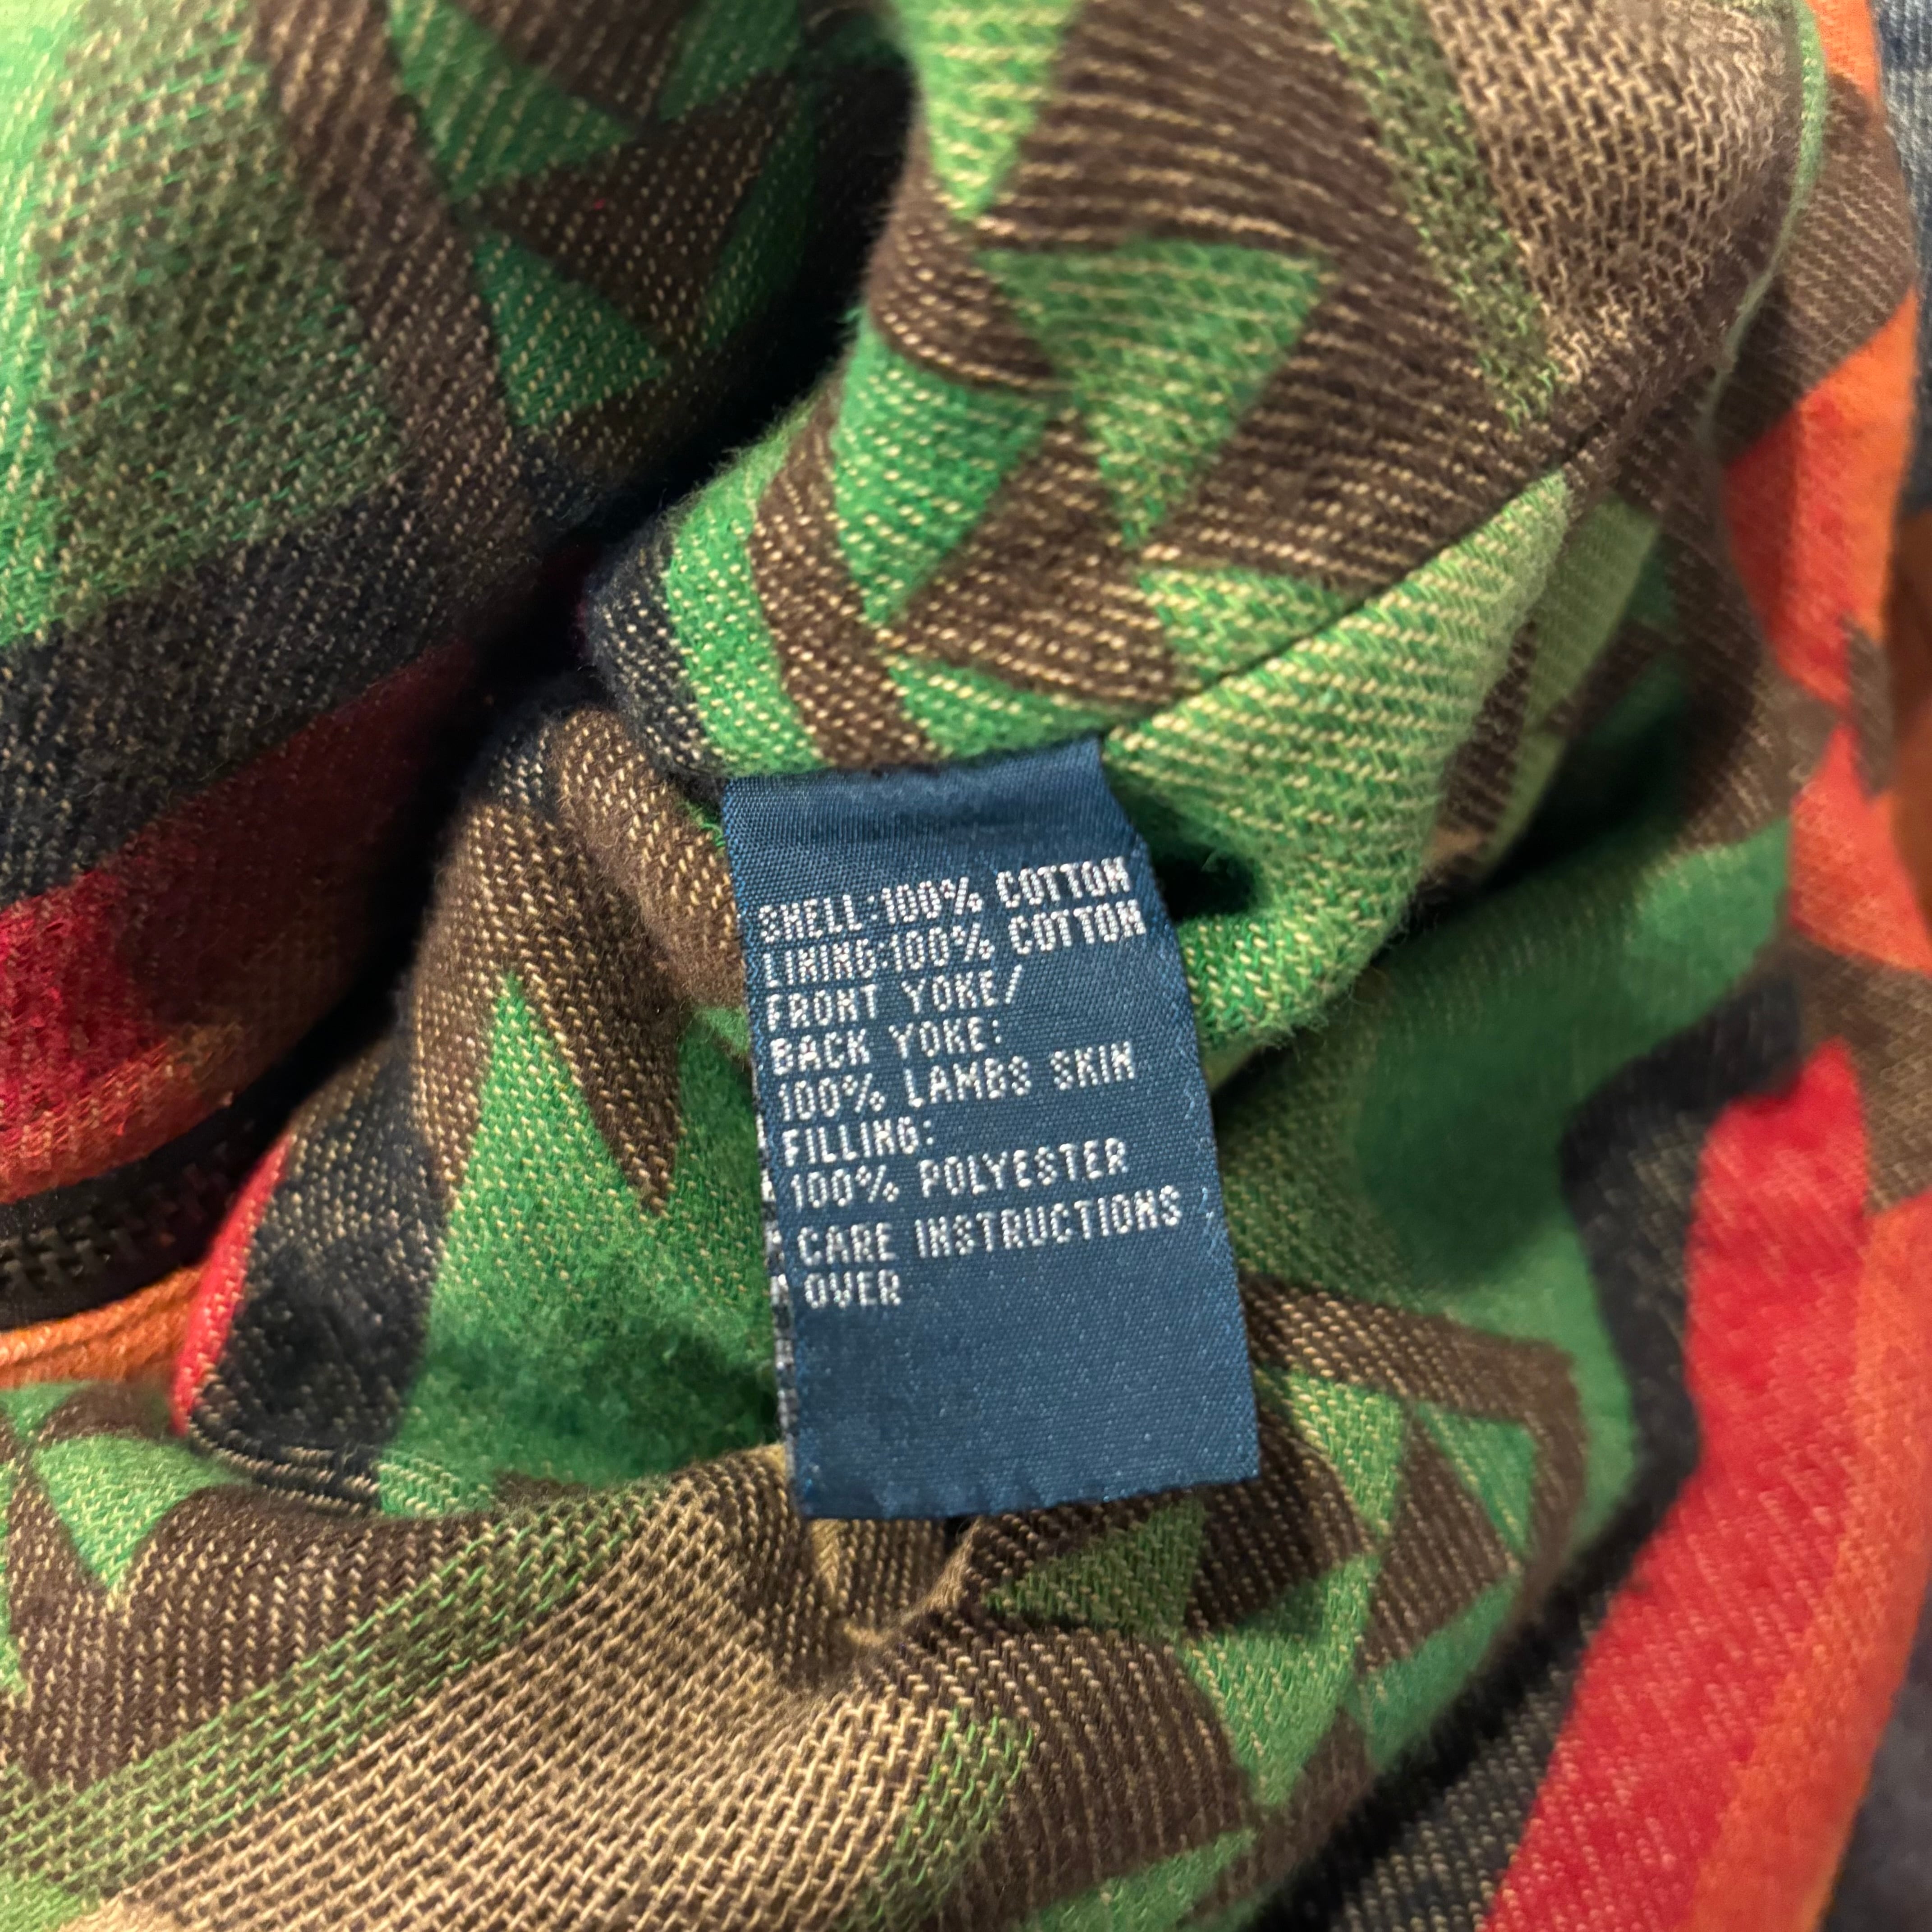 SHELL:100% COTTON
LINING:100% COTTON
FRONT YOKE/
BACK YOKE:
100% LAMBS SKIN
FILLING:
100% POLYESTER
CARE INSTRUCTIONS
OVER